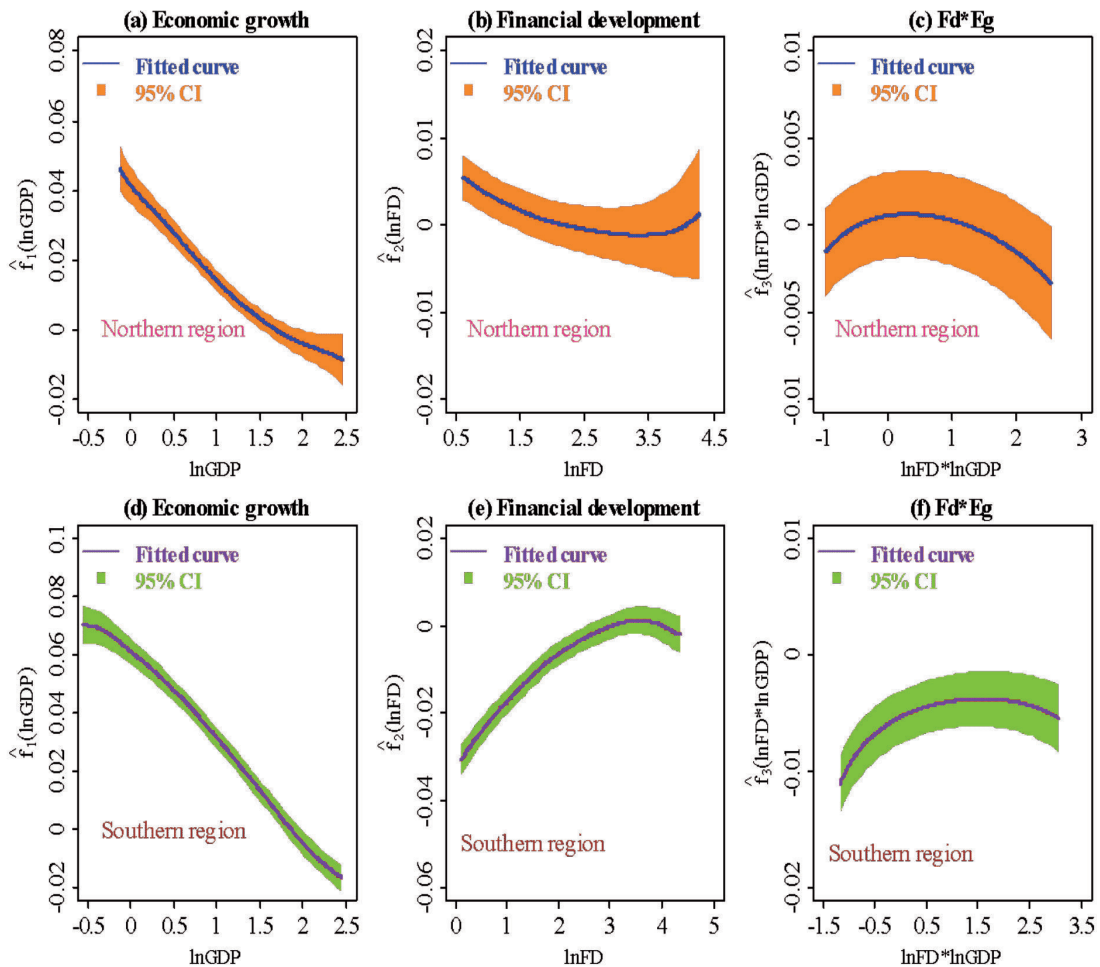 (a) Economic growth
Fitted curve
95% CI
Northern region
f̂₁(lnGDP)
0.08
0.06
0.04
0.02
0
-0.02
-0.5 0 0.5 1 1.5 2 2.5
lnGDP
(b) Financial development
Fitted curve
95% CI
Northern region
f̂₂(lnFD)
0.02
0.01
0
-0.01
-0.02
0.5 1.5 2.5 3.5 4.5
lnFD
(c) Fd*Eg
Fitted curve
95% CI
Northern region
f̂₃(lnFD*lnGDP)
0.01
0.005
0
-0.005
-0.01
-1 0 1 2 3
lnFD*lnGDP
(d) Economic growth
Fitted curve
95% CI
Southern region
f̂₁(lnGDP)
0.1
0.08
0.06
0.04
0.02
0
-0.02
-0.5 0 0.5 1 1.5 2 2.5
lnGDP
(e) Financial development
Fitted curve
95% CI
Southern region
f̂₂(lnFD)
0.02
0
-0.02
-0.04
-0.06
0 1 2 3 4 5
lnFD
(f) Fd*Eg
Fitted curve
95% CI
Southern region
f̂₃(lnFD*lnGDP)
0.01
0
-0.01
-0.02
-1.5 -0.5 0.5 1.5 2.5 3.5
lnFD*lnGDP